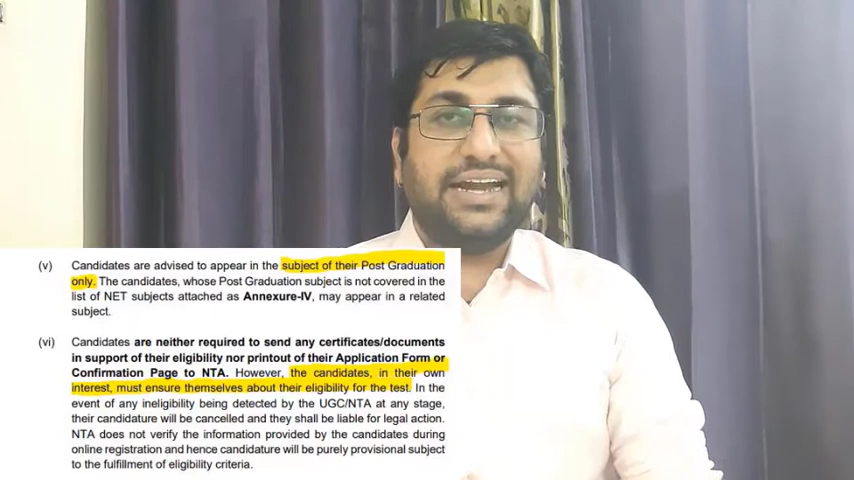 (v) Candidates are advised to appear in the subject of their Post Graduation
only. The candidates, whose Post Graduation subject is not covered in the
list of NET subjects attached as Annexure-IV, may appear in a related
subject.
(vi) Candidates are neither required to send any certificates/documents
in support of their eligibility nor printout of their Application Form or
Confirmation Page to NTA. However, the candidates, in their own
interest, must ensure themselves about their eligibility for the test. In the
event of any ineligibility being detected by the UGC/NTA at any stage,
their candidature will be cancelled and they shall be liable for legal action.
NTA does not verify the information provided by the candidates during
online registration and hence candidature will be purely provisional subject
to the fulfillment of eligibility criteria.